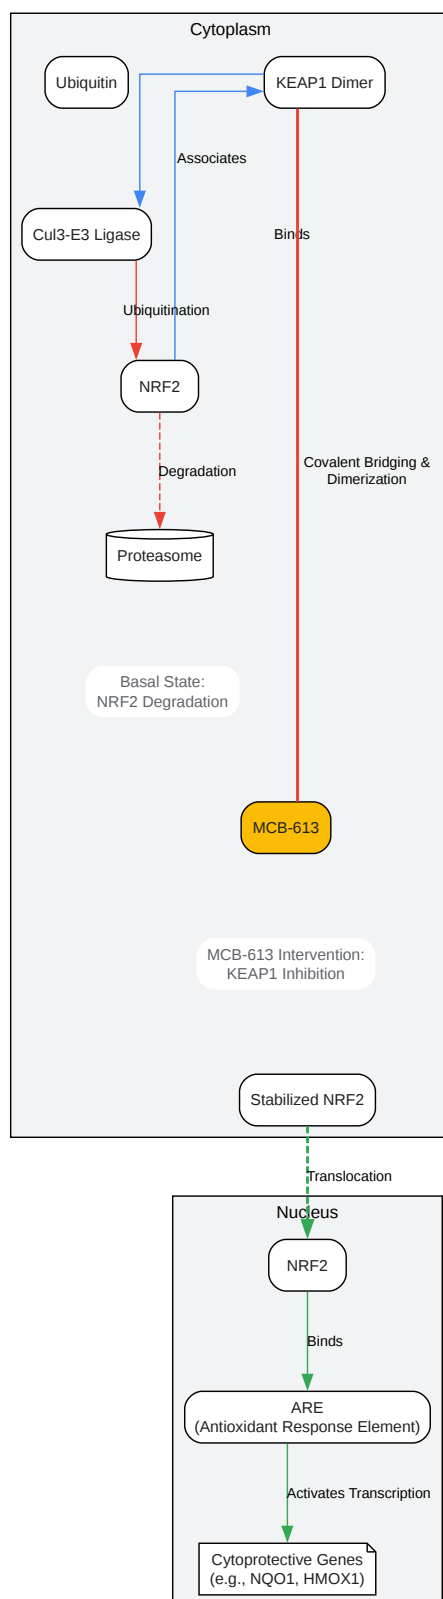 Cytoplasm
Ubiquitin
KEAP1 Dimer
Associates
Cul3-E3 Ligase
Binds
Ubiquitination
NRF2
Covalent Bridging &
Dimerization
Degradation
Proteasome
Basal State:
NRF2 Degradation
MCB-613
MCB-613 Intervention:
KEAP1 Inhibition
Stabilized NRF2
Translocation
Nucleus
NRF2
Binds
ARE
(Antioxidant Response Element)
Activates Transcription
Cytoprotective Genes
(e.g., NQO1, HMOX1)